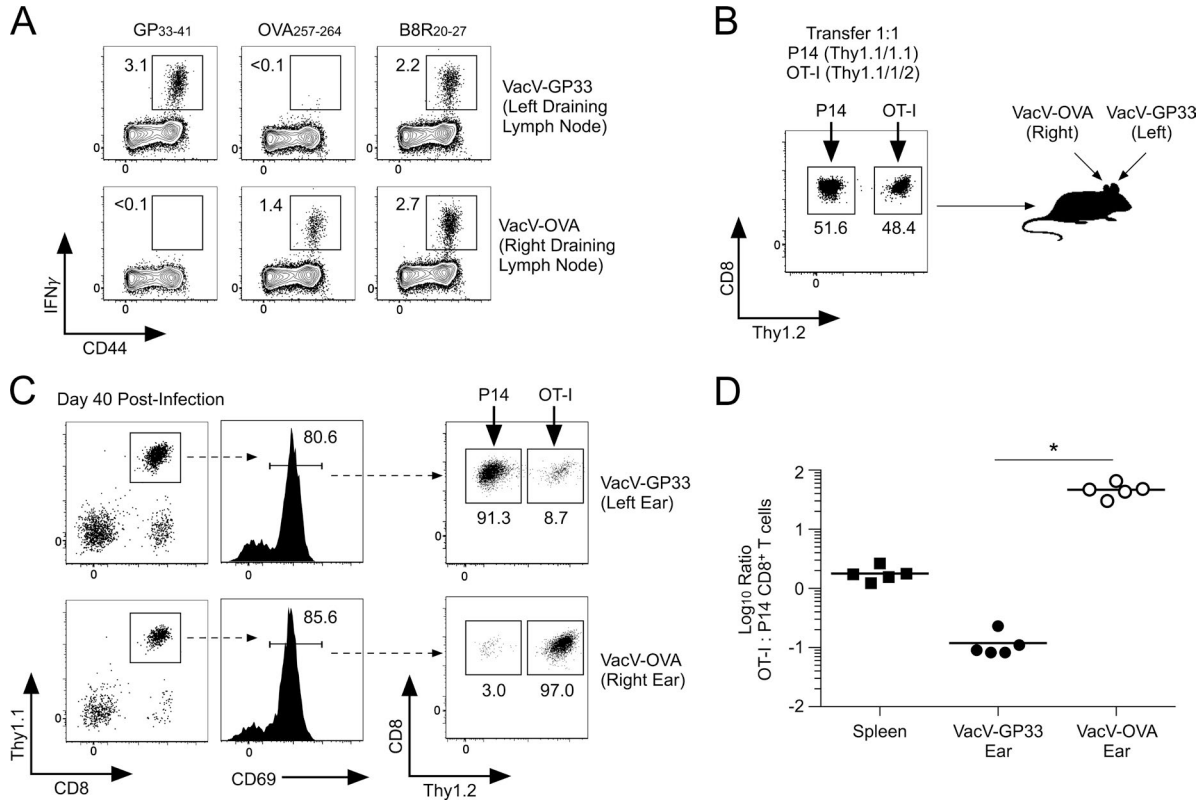 A
GP33-41
OVA257-264
B8R20-27
3.1
<0.1
2.2
VacV-GP33
(Left Draining
Lymph Node)
0
0
0
0
0
0
<0.1
1.4
2.7
VacV-OVA
(Right Draining
Lymph Node)
0
0
0
0
0
0
IFNγ
CD44
B
Transfer 1:1
P14 (Thy1.1/1.1)
OT-I (Thy1.1/1/2)
P14
OT-I
51.6
48.4
0
0
CD8
Thy1.2
VacV-OVA
(Right)
VacV-GP33
(Left)
C
Day 40 Post-Infection
80.6
P14
OT-I
91.3
8.7
VacV-GP33
(Left Ear)
0
0
0
0
0
85.6
3.0
97.0
VacV-OVA
(Right Ear)
0
0
0
0
0
Thy1.1
CD8
CD69
CD8
Thy1.2
D
*
2
1
0
-1
-2
Log10 Ratio
OT-I : P14 CD8+ T cells
Spleen
VacV-GP33
Ear
VacV-OVA
Ear